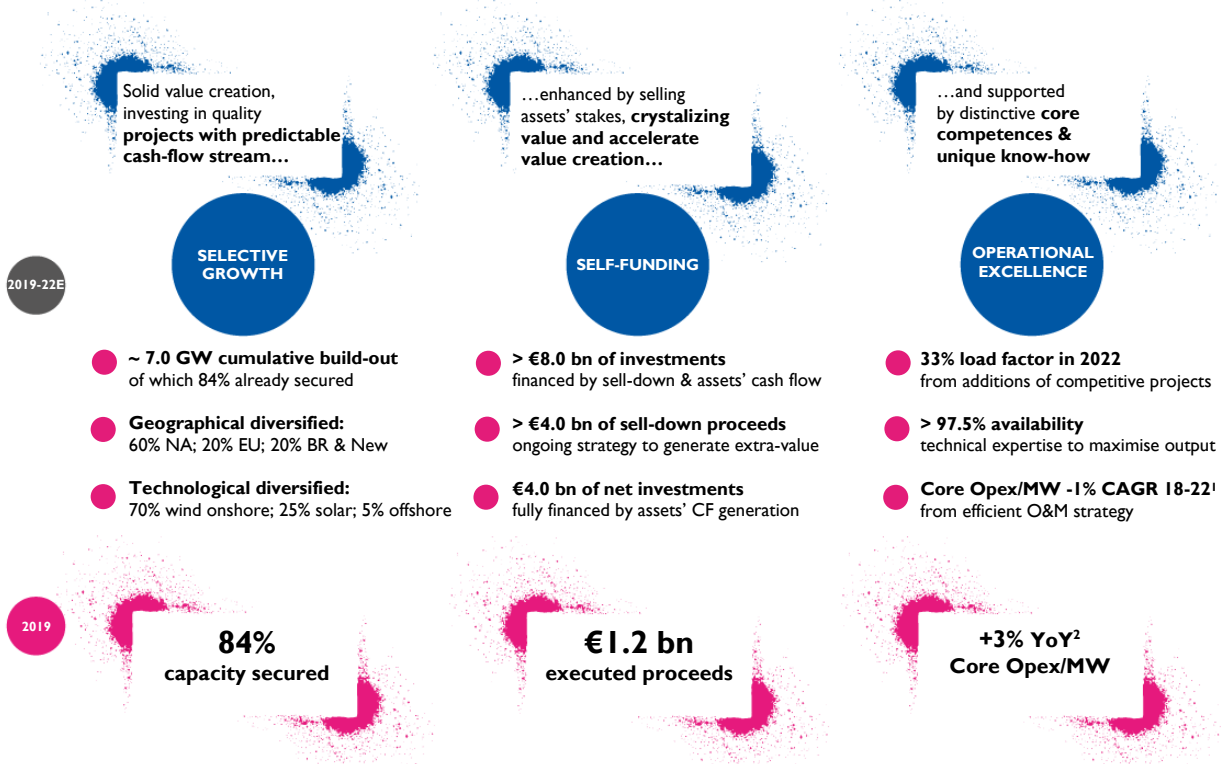 Solid value creation,
investing in quality
projects with predictable
cash-flow stream…
…enhanced by selling
assets’ stakes, crystalizing
value and accelerate
value creation…
…and supported
by distinctive core
competences &
unique know-how
2019-22E
SELECTIVE
GROWTH
SELF-FUNDING
OPERATIONAL
EXCELLENCE
~ 7.0 GW cumulative build-out
of which 84% already secured
Geographical diversified:
60% NA; 20% EU; 20% BR & New
Technological diversified:
70% wind onshore; 25% solar; 5% offshore
> €8.0 bn of investments
financed by sell-down & assets’ cash flow
> €4.0 bn of sell-down proceeds
ongoing strategy to generate extra-value
€4.0 bn of net investments
fully financed by assets’ CF generation
33% load factor in 2022
from additions of competitive projects
> 97.5% availability
technical expertise to maximise output
Core Opex/MW -1% CAGR 18-22¹
from efficient O&M strategy
2019
84%
capacity secured
€1.2 bn
executed proceeds
+3% YoY²
Core Opex/MW